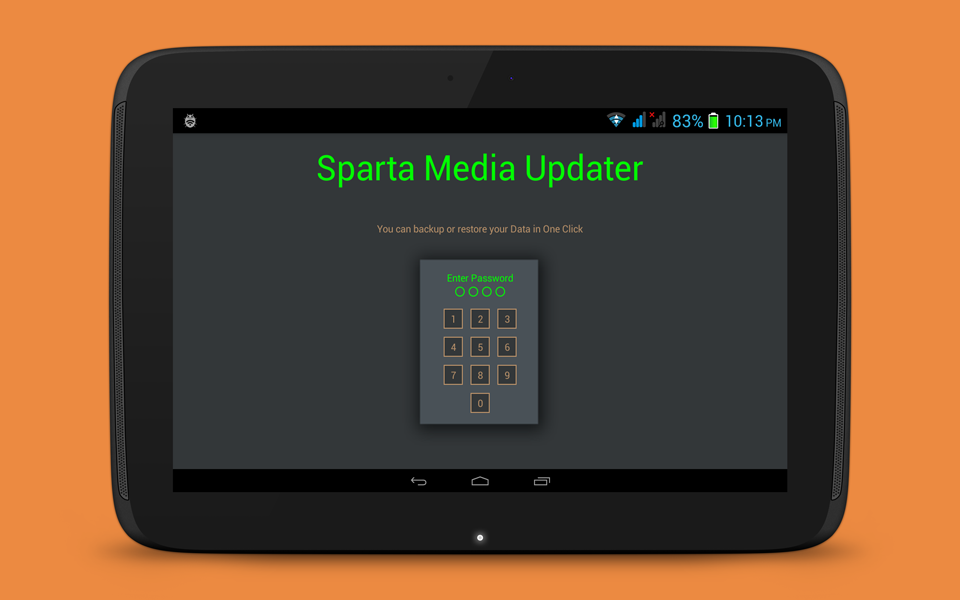 83% 10:13 PM
Sparta Media Updater
You can backup or restore your Data in One Click
Enter Password
1 2 3
4 5 6
7 8 9
0